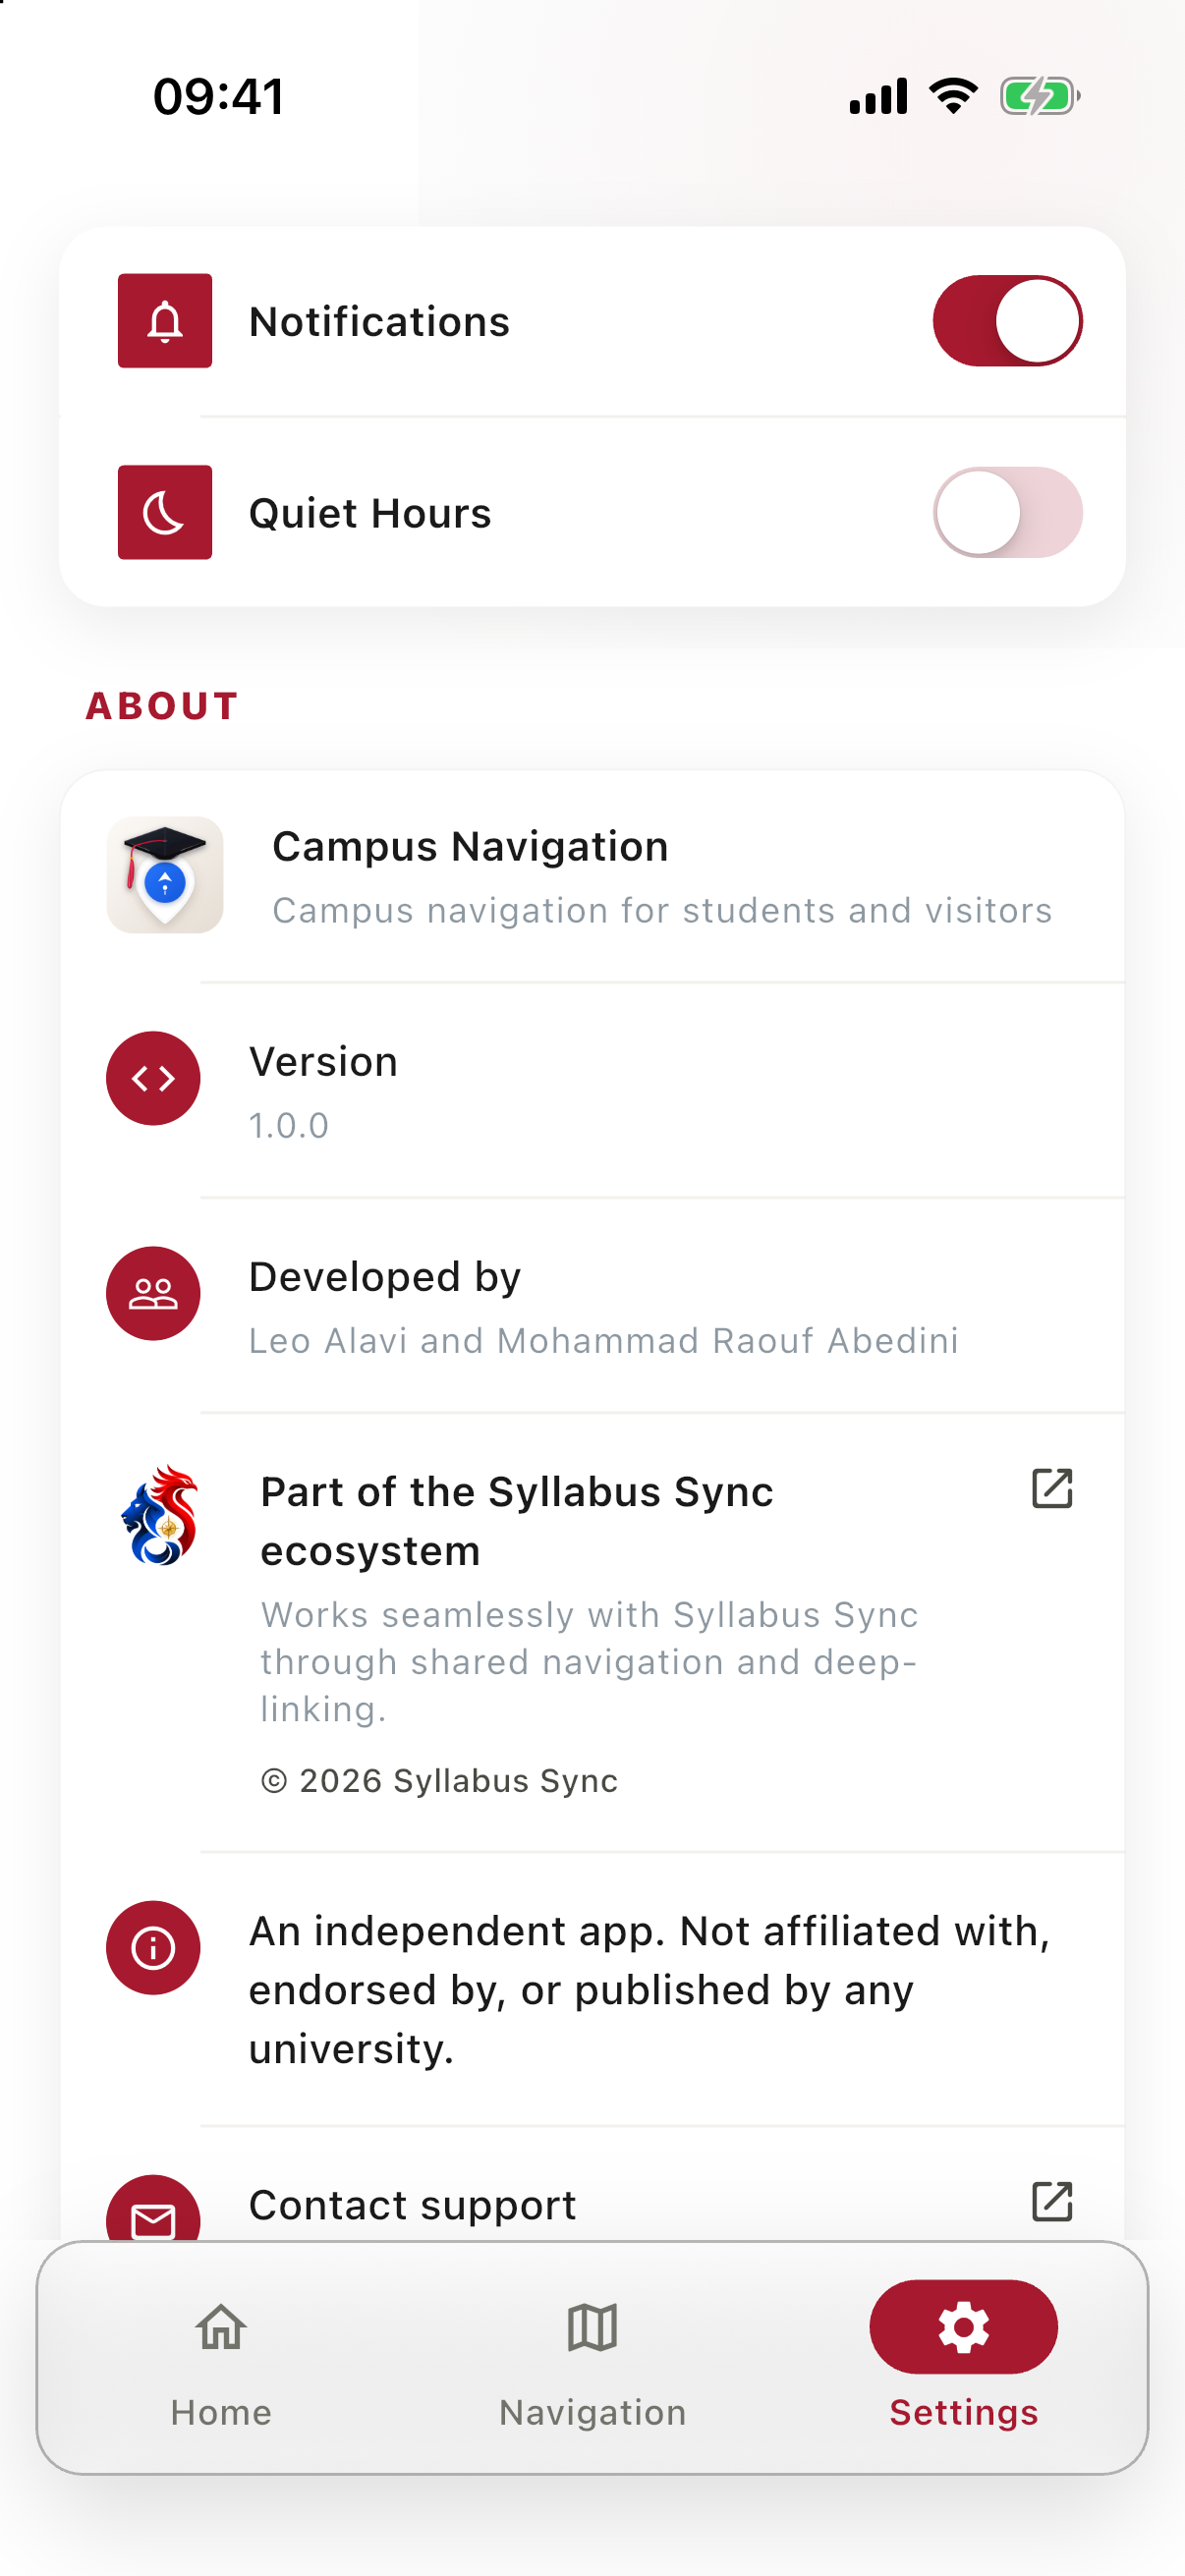 09:41
Notifications
Quiet Hours
ABOUT
Campus Navigation
Campus navigation for students and visitors
Version
1.0.0
Developed by
Leo Alavi and Mohammad Raouf Abedini
Part of the Syllabus Sync
ecosystem
Works seamlessly with Syllabus Sync
through shared navigation and deep-
linking.
© 2026 Syllabus Sync
An independent app. Not affiliated with,
endorsed by, or published by any
university.
Contact support
Home
Navigation
Settings